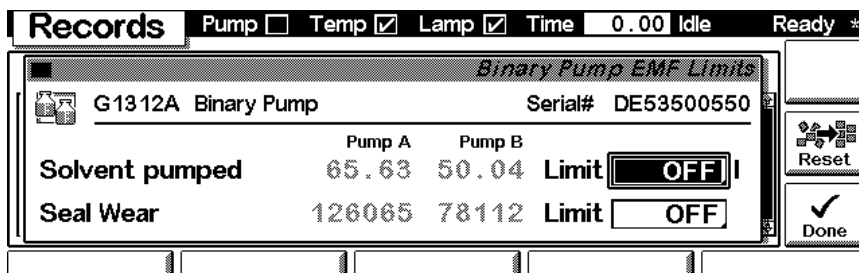 Records Pump Temp Lamp Time 0.00 Idle Ready *
Binary Pump EMF Limits
G1312A Binary Pump Serial# DE53500550
Pump A Pump B
Solvent pumped 65.63 50.04 Limit OFF l
Reset
Seal Wear 126065 78112 Limit OFF
Done